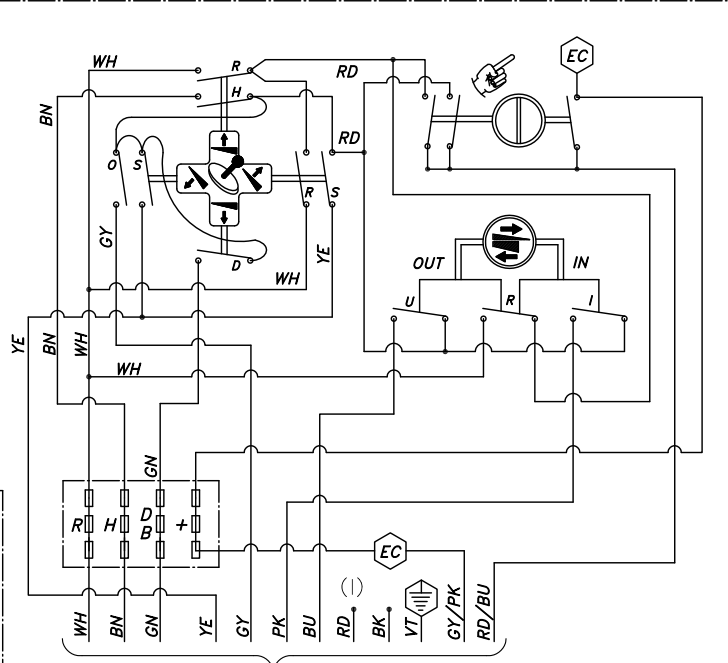 WH
R
RD
EC
BN
H
RD
O
S
R
S
GY
D
WH
YE
OUT
IN
U
R
I
YE
BN
WH
WH
GN
R
H
D
B
+
EC
(|)
WH
BN
GN
YE
GY
PK
BU
RD
BK
VT
GY/PK
RD/BU